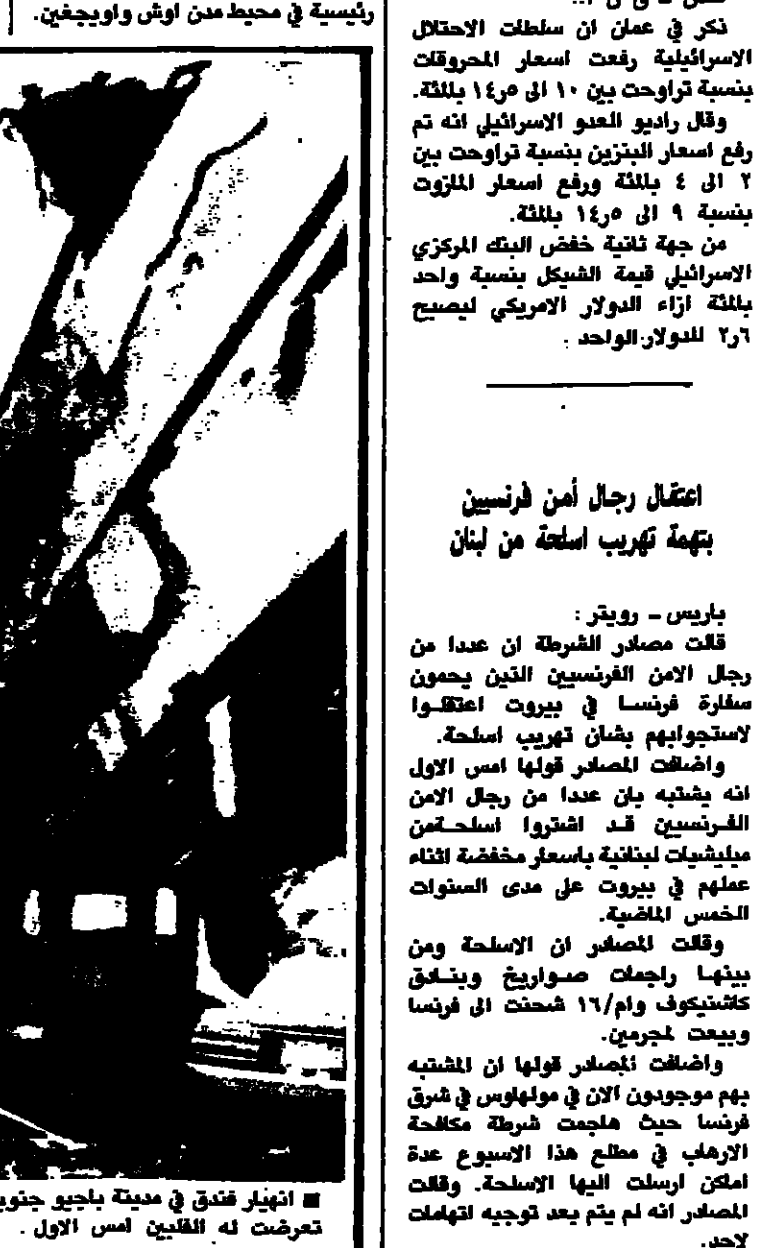 ذكر في عمان ان سلطات الاحتلال
الاسرائيلية رفعت اسعار المحروقات
بنسبة تراوحت بين ١٠ الى ٥ر١٤ بالمئة.
وقال راديو العدو الاسرائيلي انه تم
رفع اسعار البنزين بنسبة تراوحت بين
٢ الى ٤ بالمئة ورفع اسعار المازوت
بنسبة ٩ الى ٥ر١٤ بالمئة.
من جهة ثانية خفض البنك المركزي
الاسرائيلي قيمة الشيكل بنسبة واحد
بالمئة ازاء الدولار الامريكي ليصبح
٦ر٢ للدولار الواحد .
اعتقال رجال أمن فرنسيين
بتهمة تهريب اسلحة من لبنان
باريس ـ رويتر :
قالت مصادر الشرطة ان عددا من
رجال الامن الفرنسيين الذين يحمون
سفارة فرنسا في بيروت اعتقلوا
لاستجوابهم بشان تهريب اسلحة.
واضافت المصادر قولها امس الاول
انه يشتبه بان عددا من رجال الامن
الفرنسيين قد اشتروا اسلحة من
ميليشيات لبنانية باسعار مخفضة اثناء
عملهم في بيروت على مدى السنوات
الخمس الماضية.
وقالت المصادر ان الاسلحة ومن
بينها راجمات صواريخ وبنادق
كلاشنيكوف وام/١٦ شحنت الى فرنسا
وبيعت لمجرمين.
واضافت المصادر قولها ان المشتبه
بهم موجودون الان في مولهاوس في شرق
فرنسا حيث هاجمت شرطة مكافحة
الارهاب في مطلع هذا الاسبوع عدة
اماكن ارسلت اليها الاسلحة. وقالت
المصادر انه لم يتم بعد توجيه اتهامات
لاحد.
رئيسية في محيط مدن اوش واويجغين.
■ انهيار فندق في مدينة باجيو جنوب
تعرضت له الفلبين امس الاول .